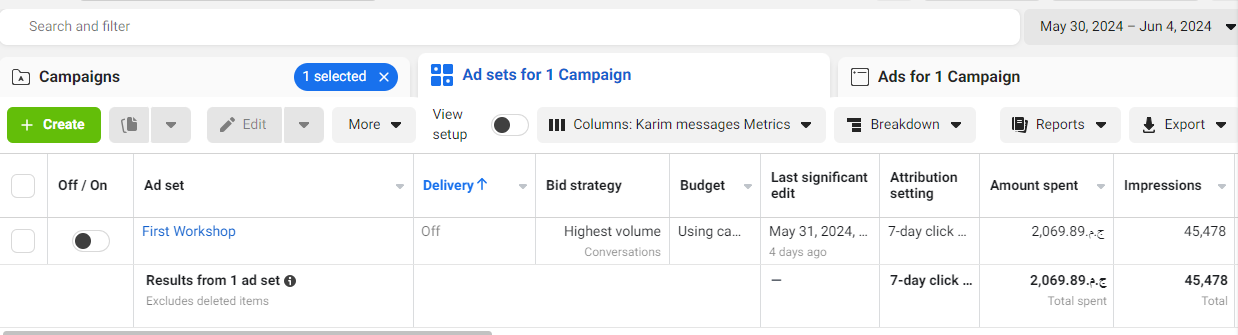 Search and filter
May 30, 2024 – Jun 4, 2024
Campaigns
1 selected ×
Ad sets for 1 Campaign
Ads for 1 Campaign
+ Create
Edit
More
View setup
Columns: Karim messages Metrics
Breakdown
Reports
Export
Off / On
Ad set
Delivery↑
Bid strategy
Budget
Last significant edit
Attribution setting
Amount spent
Impressions
First Workshop
Off
Highest volume
Conversations
Using ca...
May 31, 2024, ...
4 days ago
7-day click ...
2,069.89.ج.م
45,478
Results from 1 ad set
Excludes deleted items
—
7-day click ...
2,069.89.ج.م
Total spent
45,478
Total